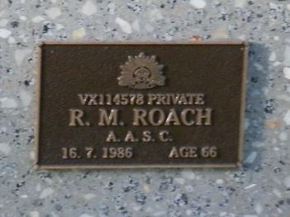 VX114578 PRIVATE
R. M. ROACH
A. A. S. C.
16. 7. 1986 AGE 66